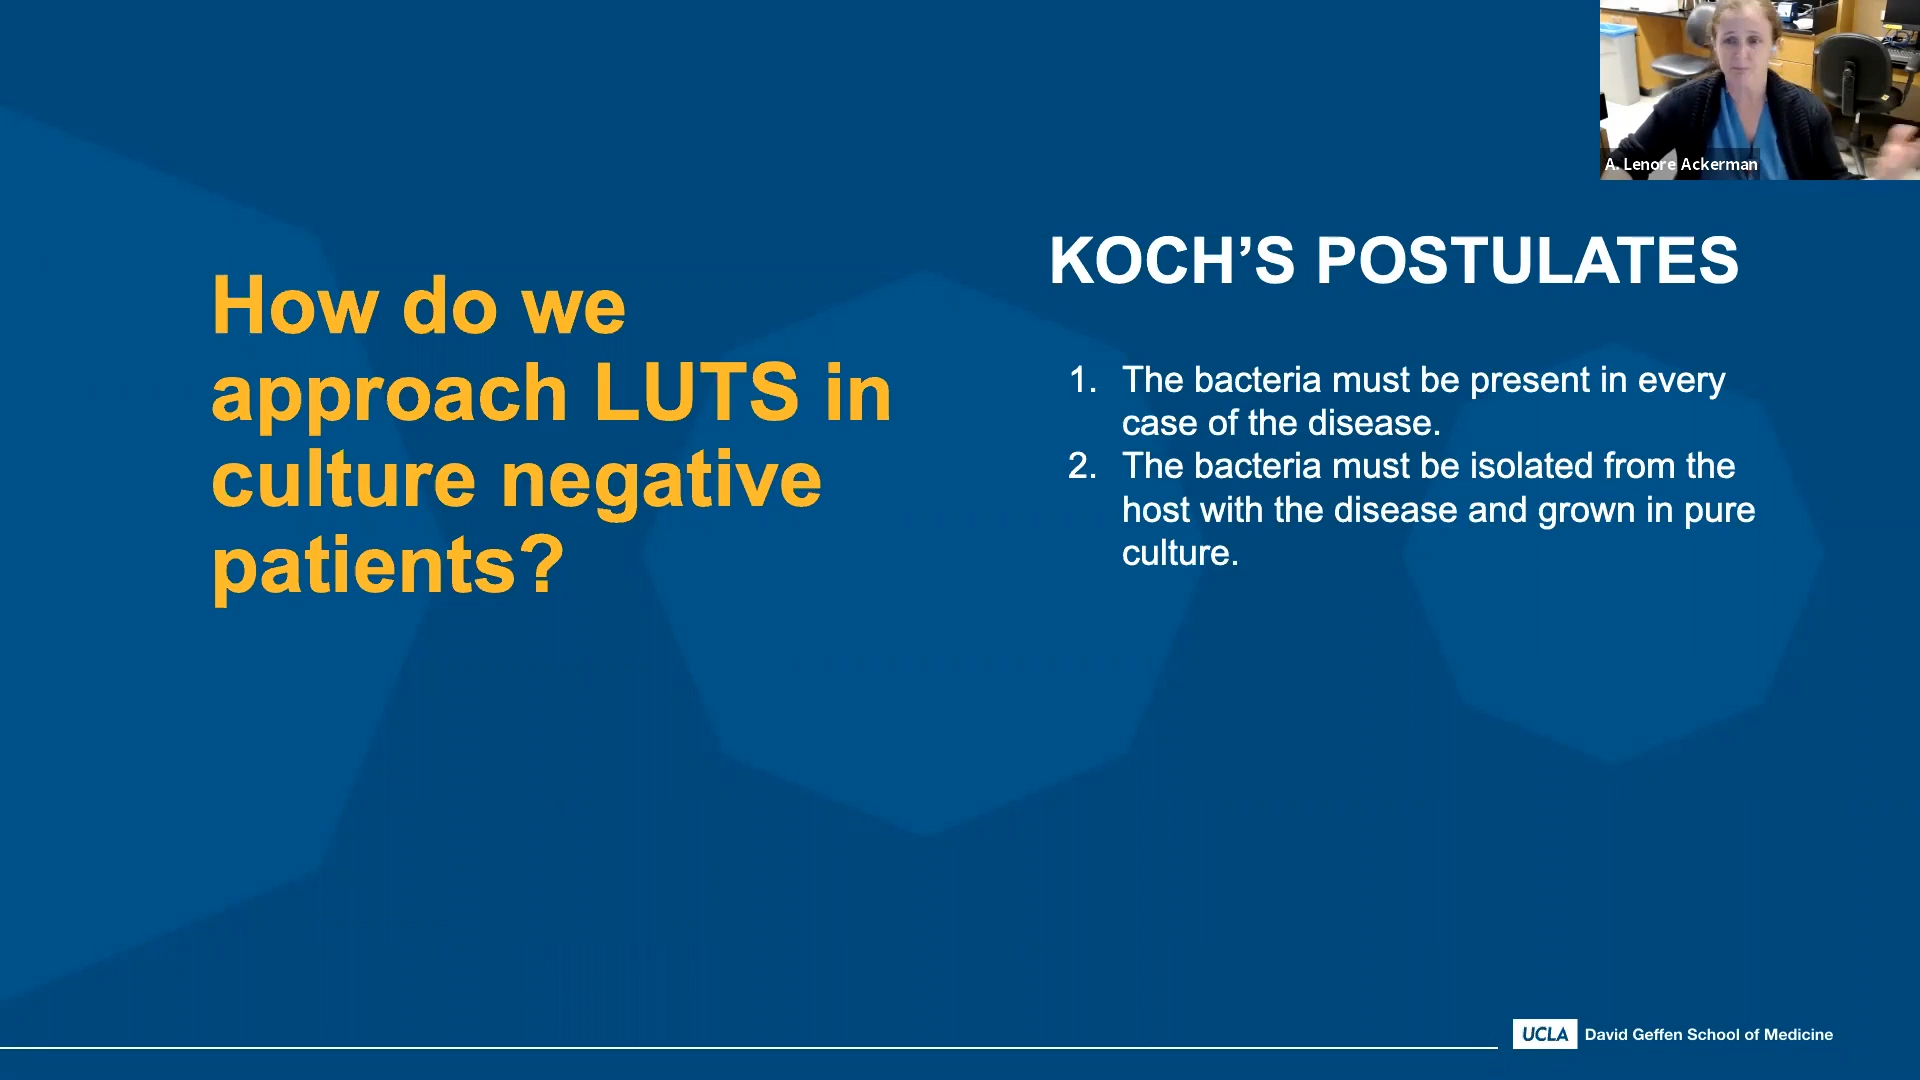 A. Lenore Ackerman
How do we
approach LUTS in
culture negative
patients?
KOCH’S POSTULATES
1. The bacteria must be present in every
case of the disease.
2. The bacteria must be isolated from the
host with the disease and grown in pure
culture.
UCLA David Geffen School of Medicine